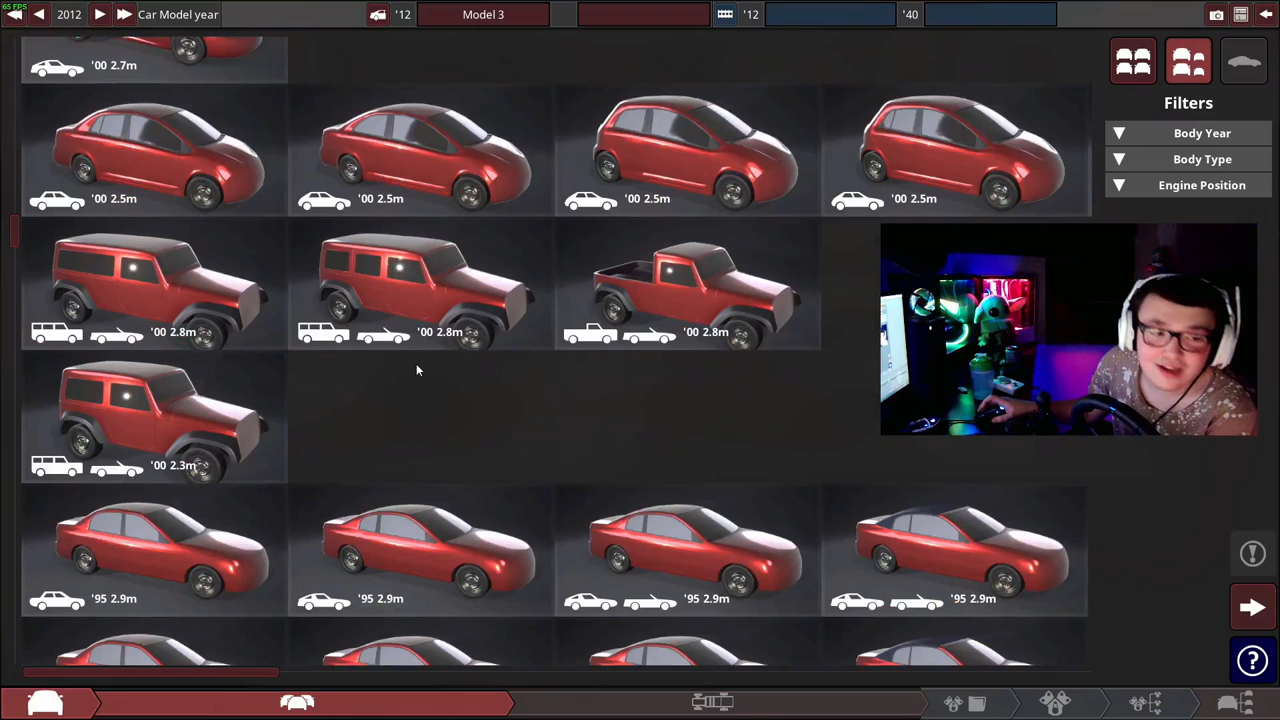 65 FPS
2012 Car Model year '12 Model 3 '12 '40
'00 2.7m
Filters
Body Year
Body Type
Engine Position
'00 2.5m '00 2.5m '00 2.5m '00 2.5m
'00 2.8m '00 2.8m '00 2.8m
'00 2.3m
'95 2.9m '95 2.9m '95 2.9m '95 2.9m